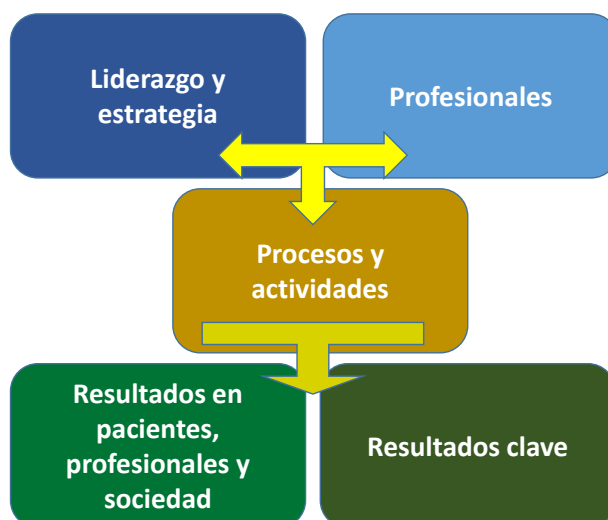 Liderazgo y
estrategia
Profesionales
Procesos y
actividades
Resultados en
pacientes,
profesionales y
sociedad
Resultados clave